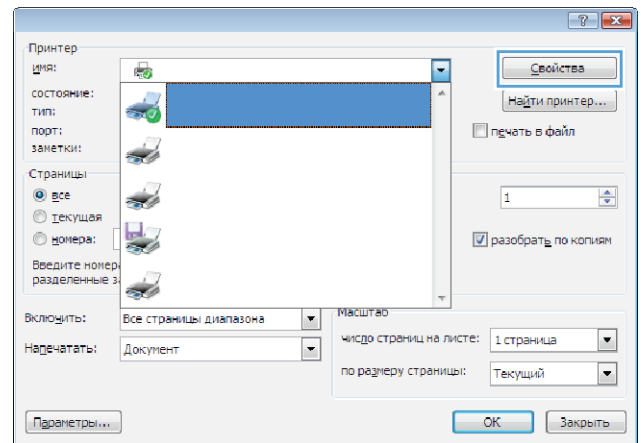 Принтер
имя:
Свойства
состояние:
Найти принтер...
тип:
порт:
печать в файл
заметки:
Страницы
все
1
текущая
номера:
разобрать по копиям
Введите
разделенные
Масштаб
Включить: Все страницы диапазона
число страниц на листе: 1 страница
Напечатать: Документ
по размеру страницы: Текущий
Параметры...
OK
Закрыть